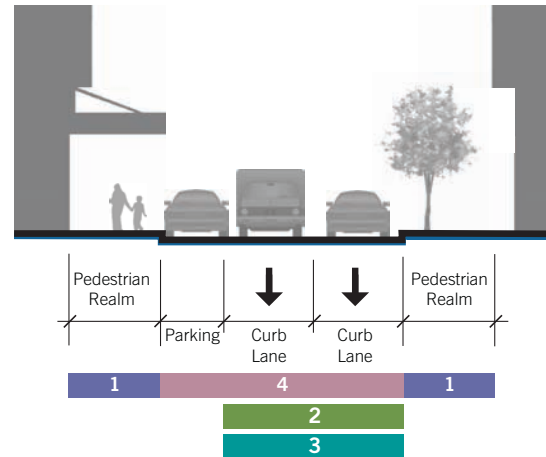 Pedestrian
Realm
Pedestrian
Realm
Parking
Curb
Lane
Curb
Lane
1
4
1
2
3